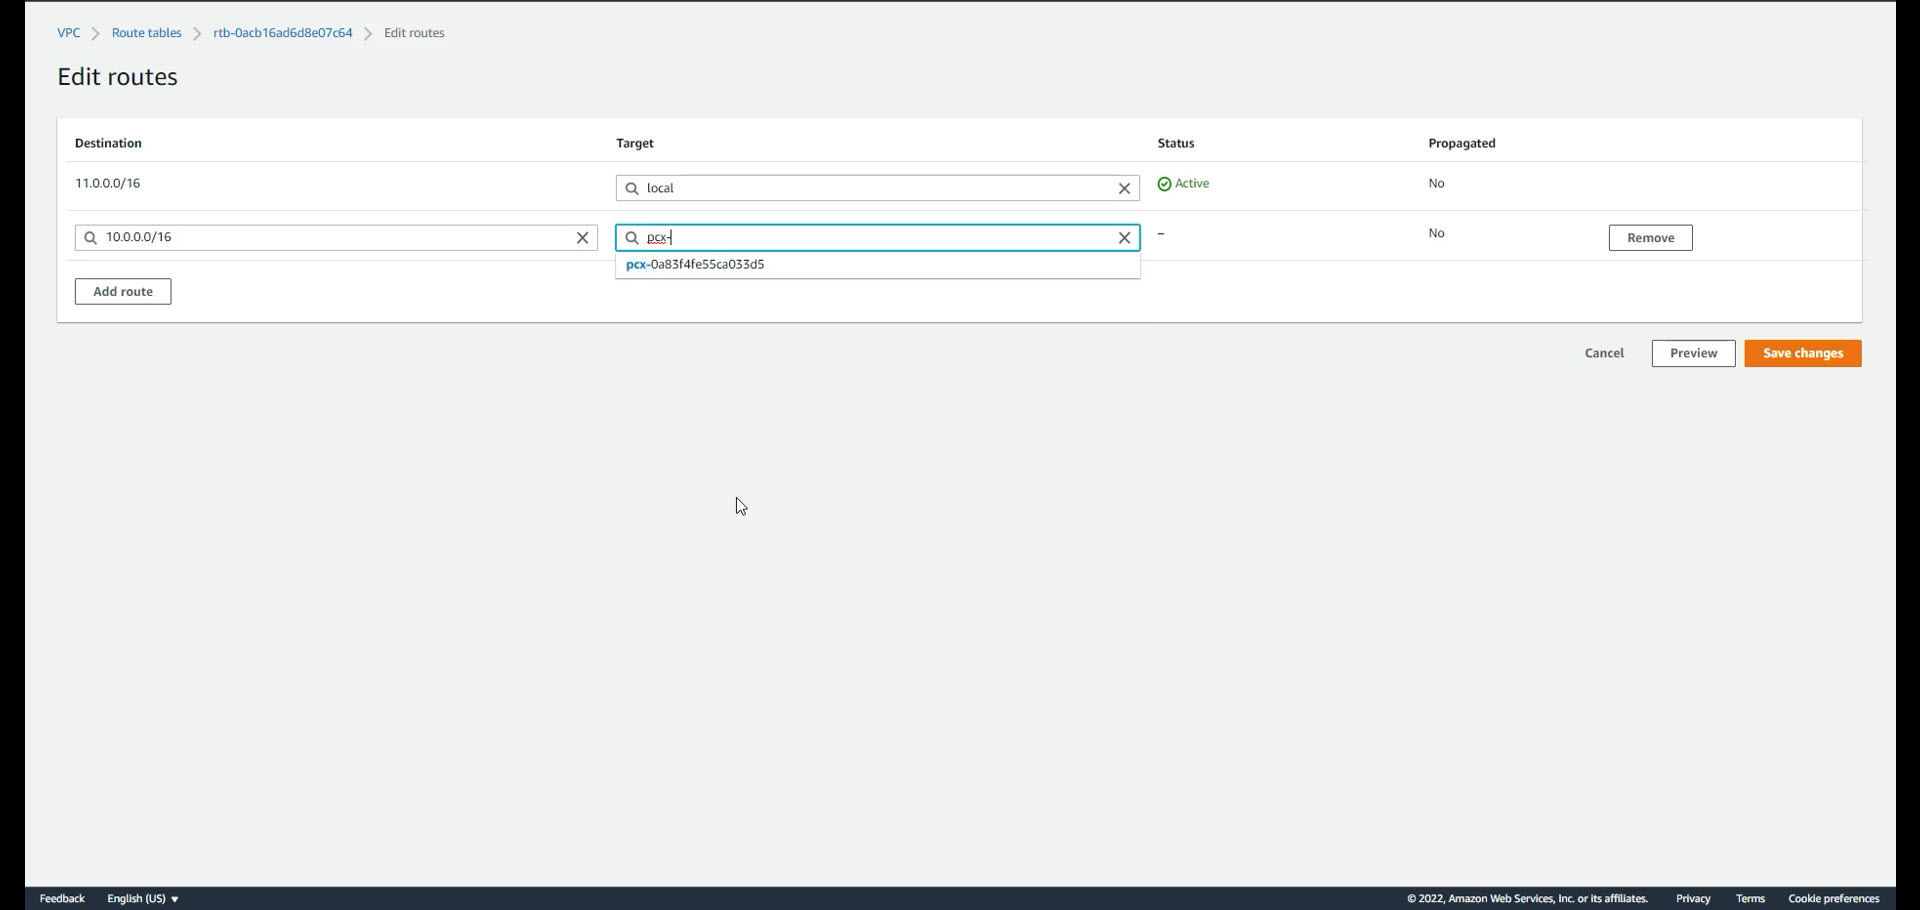 VPC > Route tables > rtb-0acb16ad6d8e07c64 > Edit routes
Edit routes
Destination Target Status Propagated
11.0.0.0/16 local Active No
10.0.0.0/16 pcx- – No Remove
pcx-0a83f4fe55ca033d5
Add route
Cancel Preview Save changes
Feedback English (US) © 2022, Amazon Web Services, Inc. or its affiliates. Privacy Terms Cookie preferences